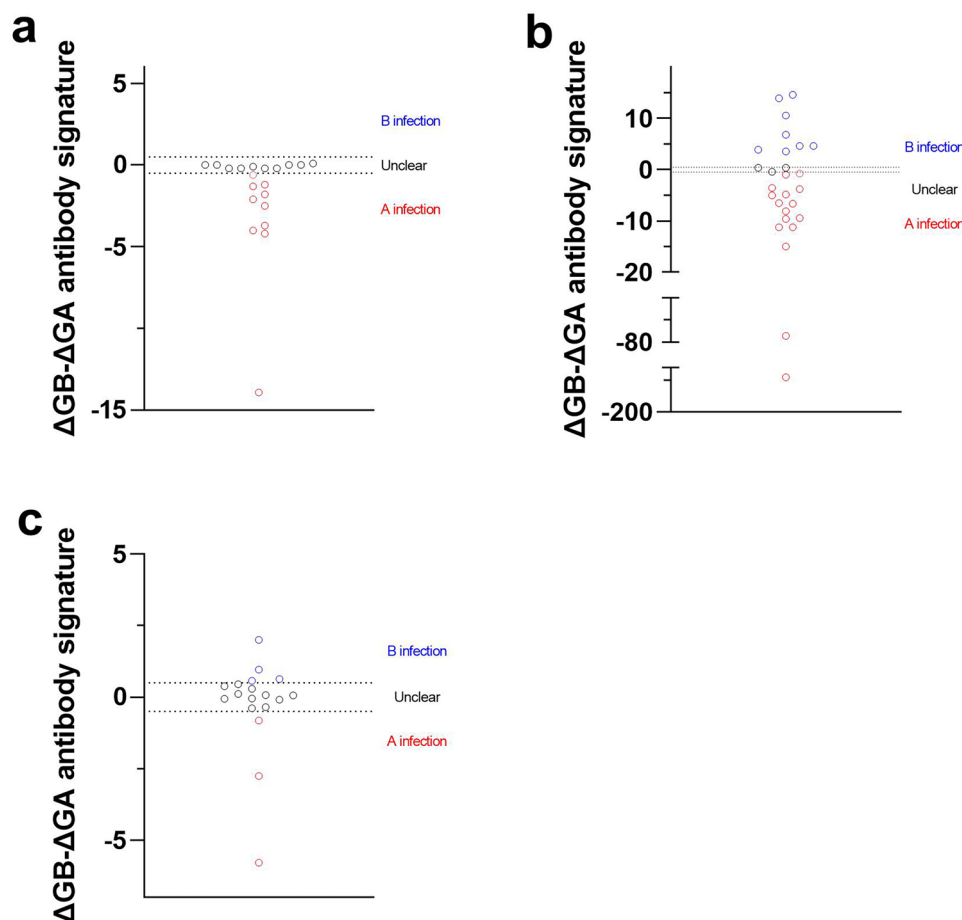 a
ΔGB-ΔGA antibody signature
5
0
-5
-15
B infection
Unclear
A infection
b
ΔGB-ΔGA antibody signature
10
0
-10
-20
-80
-200
B infection
Unclear
A infection
c
ΔGB-ΔGA antibody signature
5
0
-5
B infection
Unclear
A infection